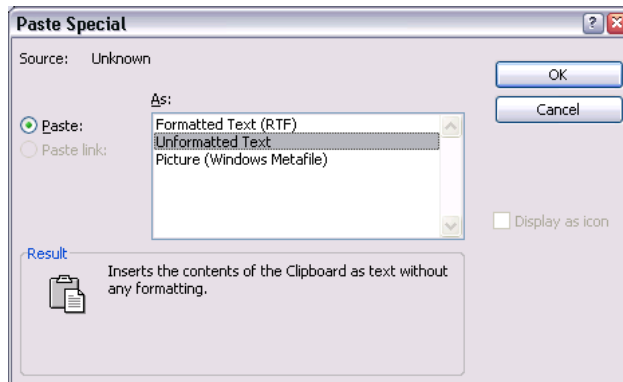 Paste Special
Source: Unknown
OK
As:
Cancel
Paste:
Formatted Text (RTF)
Paste link:
Unformatted Text
Picture (Windows Metafile)
Display as icon
Result
Inserts the contents of the Clipboard as text without
any formatting.